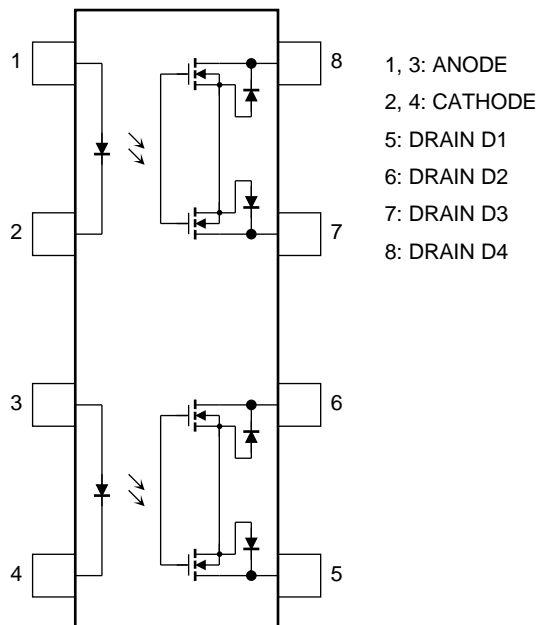 1
2
3
4
8
7
6
5
1, 3: ANODE
2, 4: CATHODE
5: DRAIN D1
6: DRAIN D2
7: DRAIN D3
8: DRAIN D4